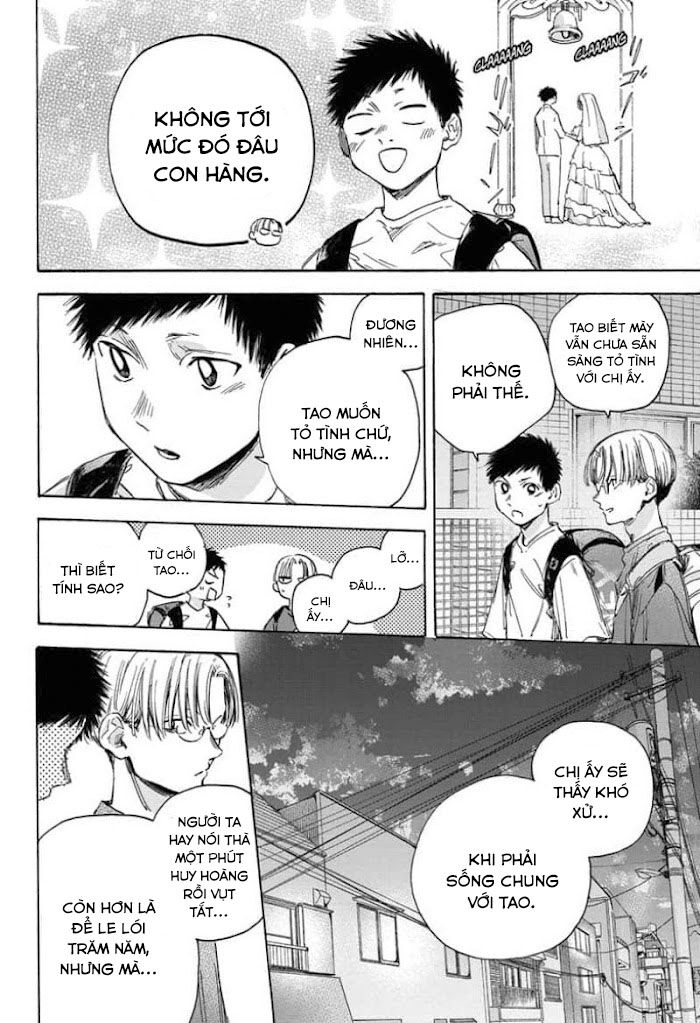 CLAAAAANG
CLAAAAANG
KHÔNG TỚI
MỨC ĐÓ ĐÂU
CON HÀNG.
TAO BIẾT MÀY
VẪN CHƯA SẴN
SÀNG TỎ TÌNH
VỚI CHỊ ẤY.
KHÔNG
PHẢI THẾ.
ĐƯƠNG
NHIÊN...
TAO MUỐN
TỎ TÌNH CHỨ,
NHƯNG MÀ...
LỠ...
ĐÂU...
CHỊ
ẤY...
TỪ CHỐI
TAO...
THÌ BIẾT
TÍNH SAO?
CHỊ ẤY SẼ
THẤY KHÓ
XỬ...
KHI PHẢI
SỐNG CHUNG
VỚI TAO.
NGƯỜI TA
HAY NÓI THÀ
MỘT PHÚT
HUY HOÀNG
RỒI VỤT
TẮT...
CÒN HƠN LÀ
ĐỂ LE LÓI
TRĂM NĂM,
NHƯNG MÀ...